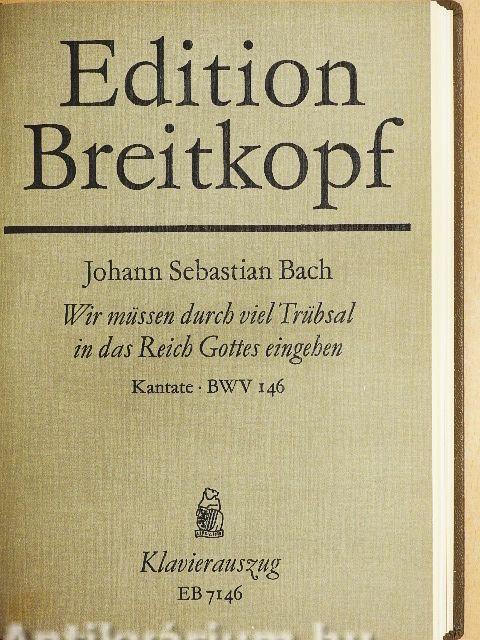 Edition
Breitkopf
Johann Sebastian Bach
Wir müssen durch viel Trübsal
in das Reich Gottes eingehen
Kantate · BWV 146
Klavierauszug
EB 7146